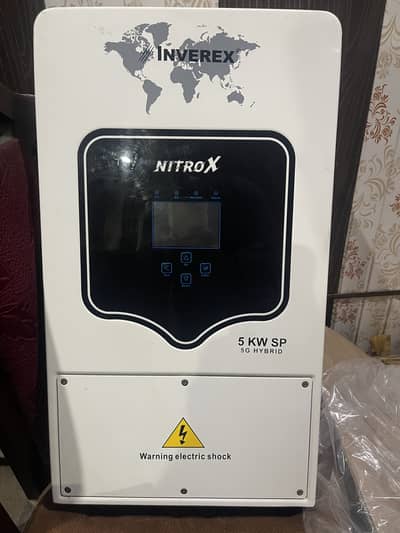 INVEREX
NITROX
5 KW SP
5G HYBRID
Warning electric shock